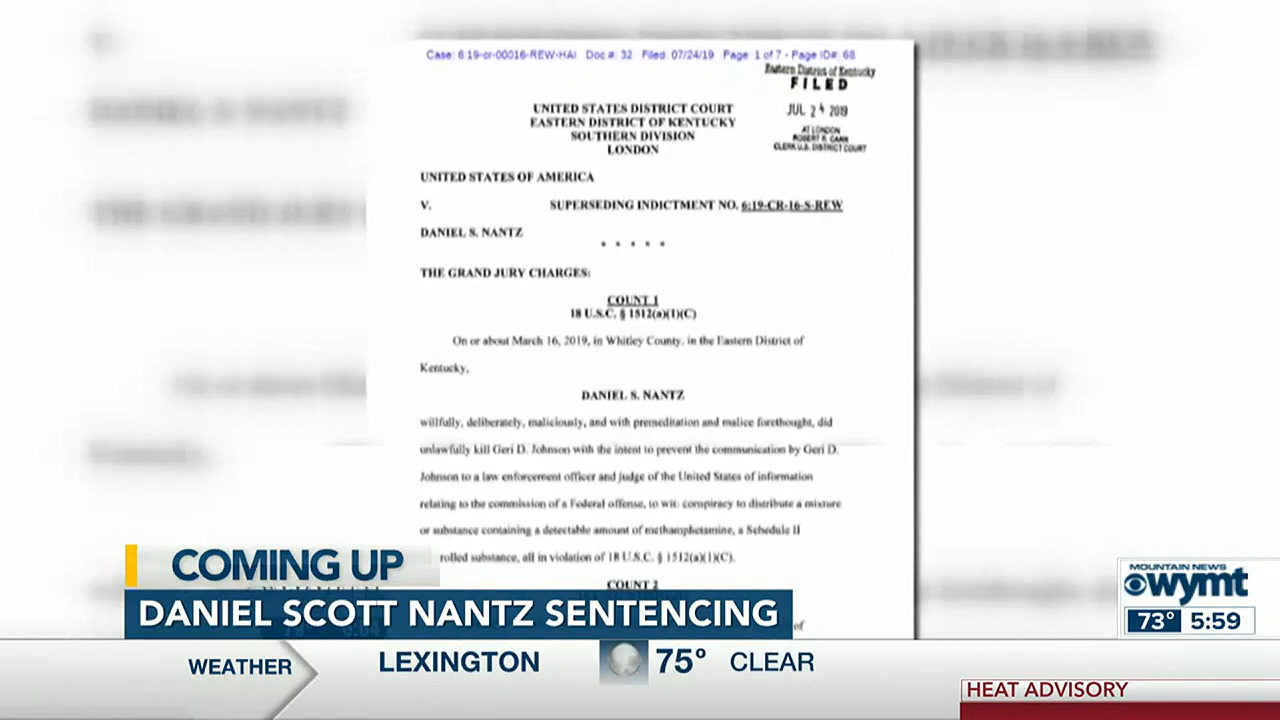 Case: 6:19-cr-00016-REW-HAI Doc #: 32 Filed: 07/24/19 Page: 1 of 7 - Page ID#: 68
Eastern District of Kentucky
FILED
JUL 24 2019
AT LONDON
ROBERT R. CARR
CLERK U.S. DISTRICT COURT
UNITED STATES DISTRICT COURT
EASTERN DISTRICT OF KENTUCKY
SOUTHERN DIVISION
LONDON
UNITED STATES OF AMERICA
V. SUPERSEDING INDICTMENT NO. 6:19-CR-16-S-REW
DANIEL S. NANTZ
* * * * *
THE GRAND JURY CHARGES:
COUNT 1
18 U.S.C. § 1512(a)(1)(C)
On or about March 16, 2019, in Whitley County, in the Eastern District of
Kentucky,
DANIEL S. NANTZ
willfully, deliberately, maliciously, and with premeditation and malice forethought, did
unlawfully kill Geri D. Johnson with the intent to prevent the communication by Geri D.
Johnson to a law enforcement officer and judge of the United States of information
relating to the commission of a Federal offense, to wit: conspiracy to distribute a mixture
or substance containing a detectable amount of methamphetamine, a Schedule II
rolled substance, all in violation of 18 U.S.C. § 1512(a)(1)(C).
COUNT 2
of
COMING UP
DANIEL SCOTT NANTZ SENTENCING
MOUNTAIN NEWS
wymt
73° 5:59
WEATHER LEXINGTON 75° CLEAR
HEAT ADVISORY